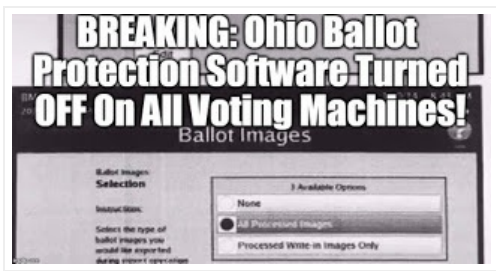 BREAKING: Ohio Ballot
Protection Software Turned
OFF On All Voting Machines!
Ballot Images
Ballot Images
Selection
Instructions:
Select the type of
ballot images you
would like exported
during export operation
3 Available Options
None
All Processed Images
Processed Write-in Images Only